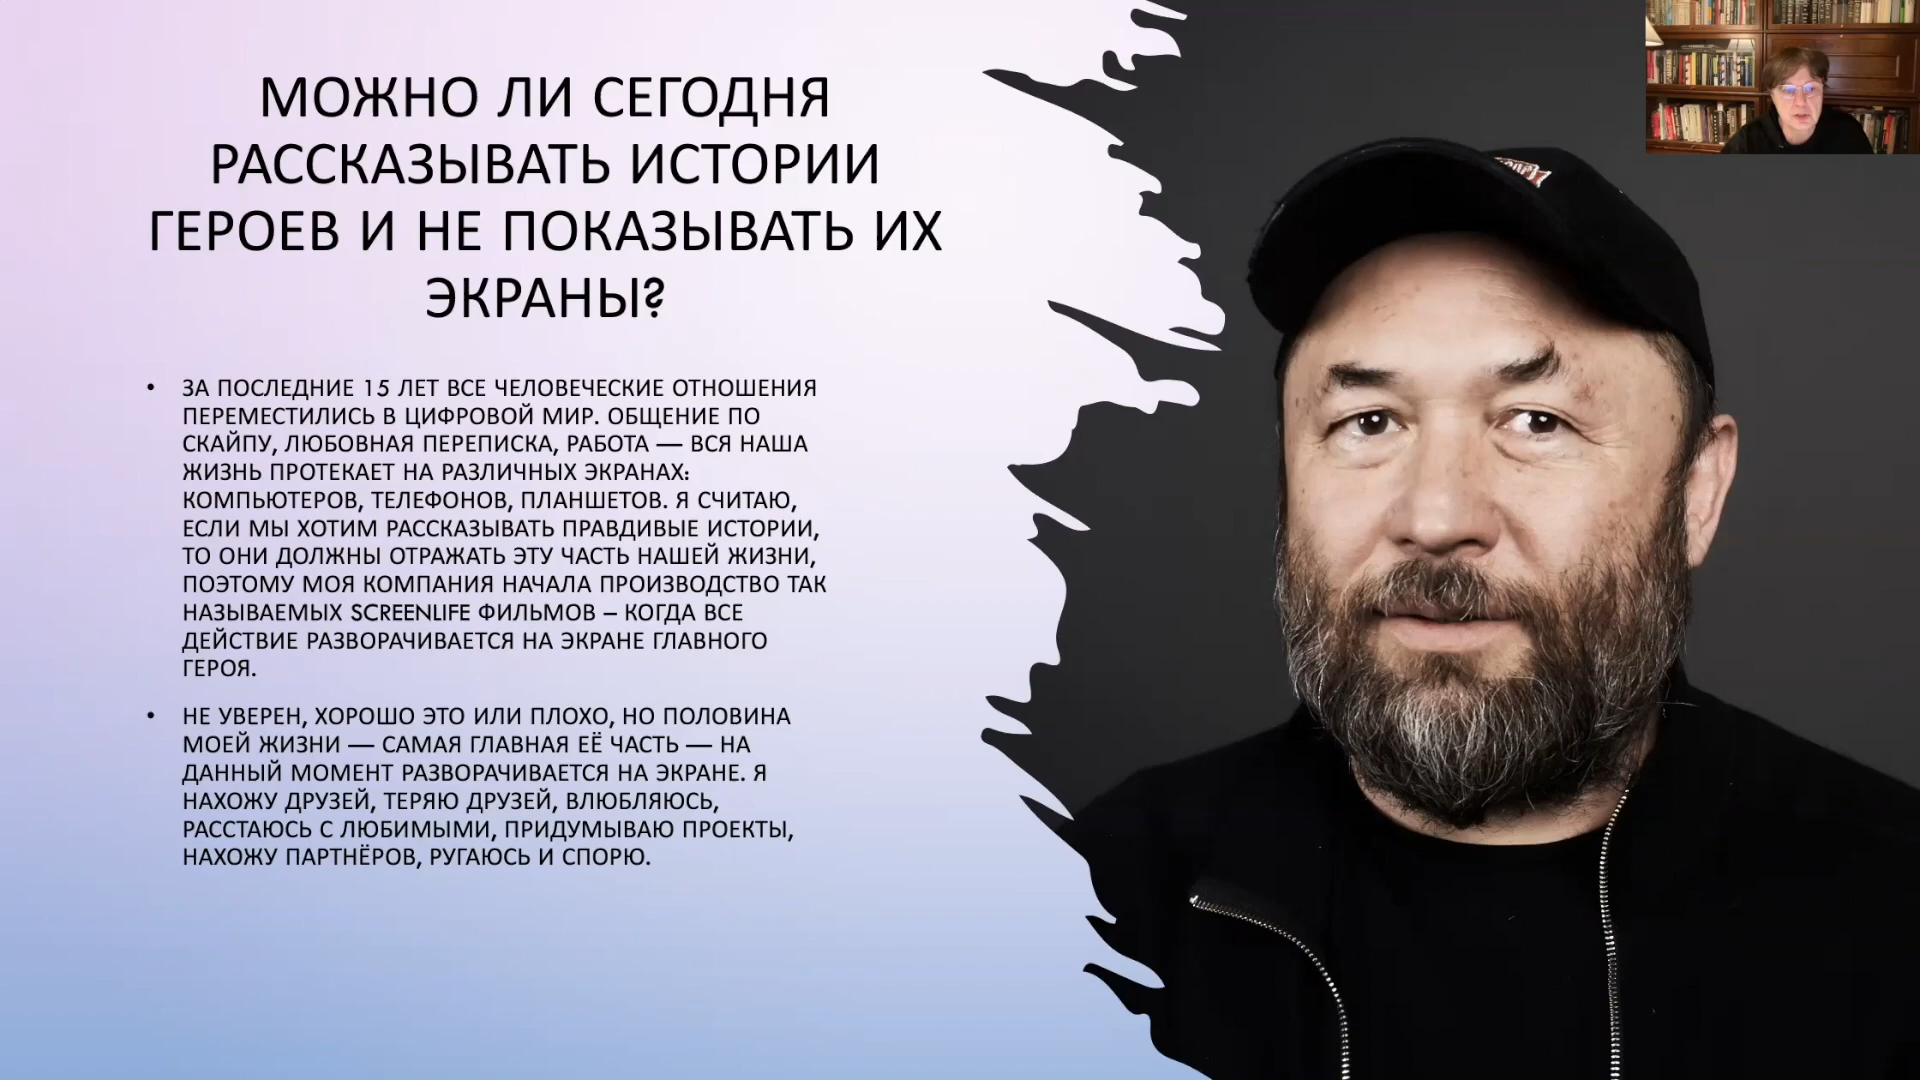 МОЖНО ЛИ СЕГОДНЯ
РАССКАЗЫВАТЬ ИСТОРИИ
ГЕРОЕВ И НЕ ПОКАЗЫВАТЬ ИХ
ЭКРАНЫ?
• ЗА ПОСЛЕДНИЕ 15 ЛЕТ ВСЕ ЧЕЛОВЕЧЕСКИЕ ОТНОШЕНИЯ
ПЕРЕМЕСТИЛИСЬ В ЦИФРОВОЙ МИР. ОБЩЕНИЕ ПО
СКАЙПУ, ЛЮБОВНАЯ ПЕРЕПИСКА, РАБОТА — ВСЯ НАША
ЖИЗНЬ ПРОТЕКАЕТ НА РАЗЛИЧНЫХ ЭКРАНАХ:
КОМПЬЮТЕРОВ, ТЕЛЕФОНОВ, ПЛАНШЕТОВ. Я СЧИТАЮ,
ЕСЛИ МЫ ХОТИМ РАССКАЗЫВАТЬ ПРАВДИВЫЕ ИСТОРИИ,
ТО ОНИ ДОЛЖНЫ ОТРАЖАТЬ ЭТУ ЧАСТЬ НАШЕЙ ЖИЗНИ,
ПОЭТОМУ МОЯ КОМПАНИЯ НАЧАЛА ПРОИЗВОДСТВО ТАК
НАЗЫВАЕМЫХ SCREENLIFE ФИЛЬМОВ – КОГДА ВСЕ
ДЕЙСТВИЕ РАЗВОРАЧИВАЕТСЯ НА ЭКРАНЕ ГЛАВНОГО
ГЕРОЯ.
• НЕ УВЕРЕН, ХОРОШО ЭТО ИЛИ ПЛОХО, НО ПОЛОВИНА
МОЕЙ ЖИЗНИ — САМАЯ ГЛАВНАЯ ЕЁ ЧАСТЬ — НА
ДАННЫЙ МОМЕНТ РАЗВОРАЧИВАЕТСЯ НА ЭКРАНЕ. Я
НАХОЖУ ДРУЗЕЙ, ТЕРЯЮ ДРУЗЕЙ, ВЛЮБЛЯЮСЬ,
РАССТАЮСЬ С ЛЮБИМЫМИ, ПРИДУМЫВАЮ ПРОЕКТЫ,
НАХОЖУ ПАРТНЁРОВ, РУГАЮСЬ И СПОРЮ.